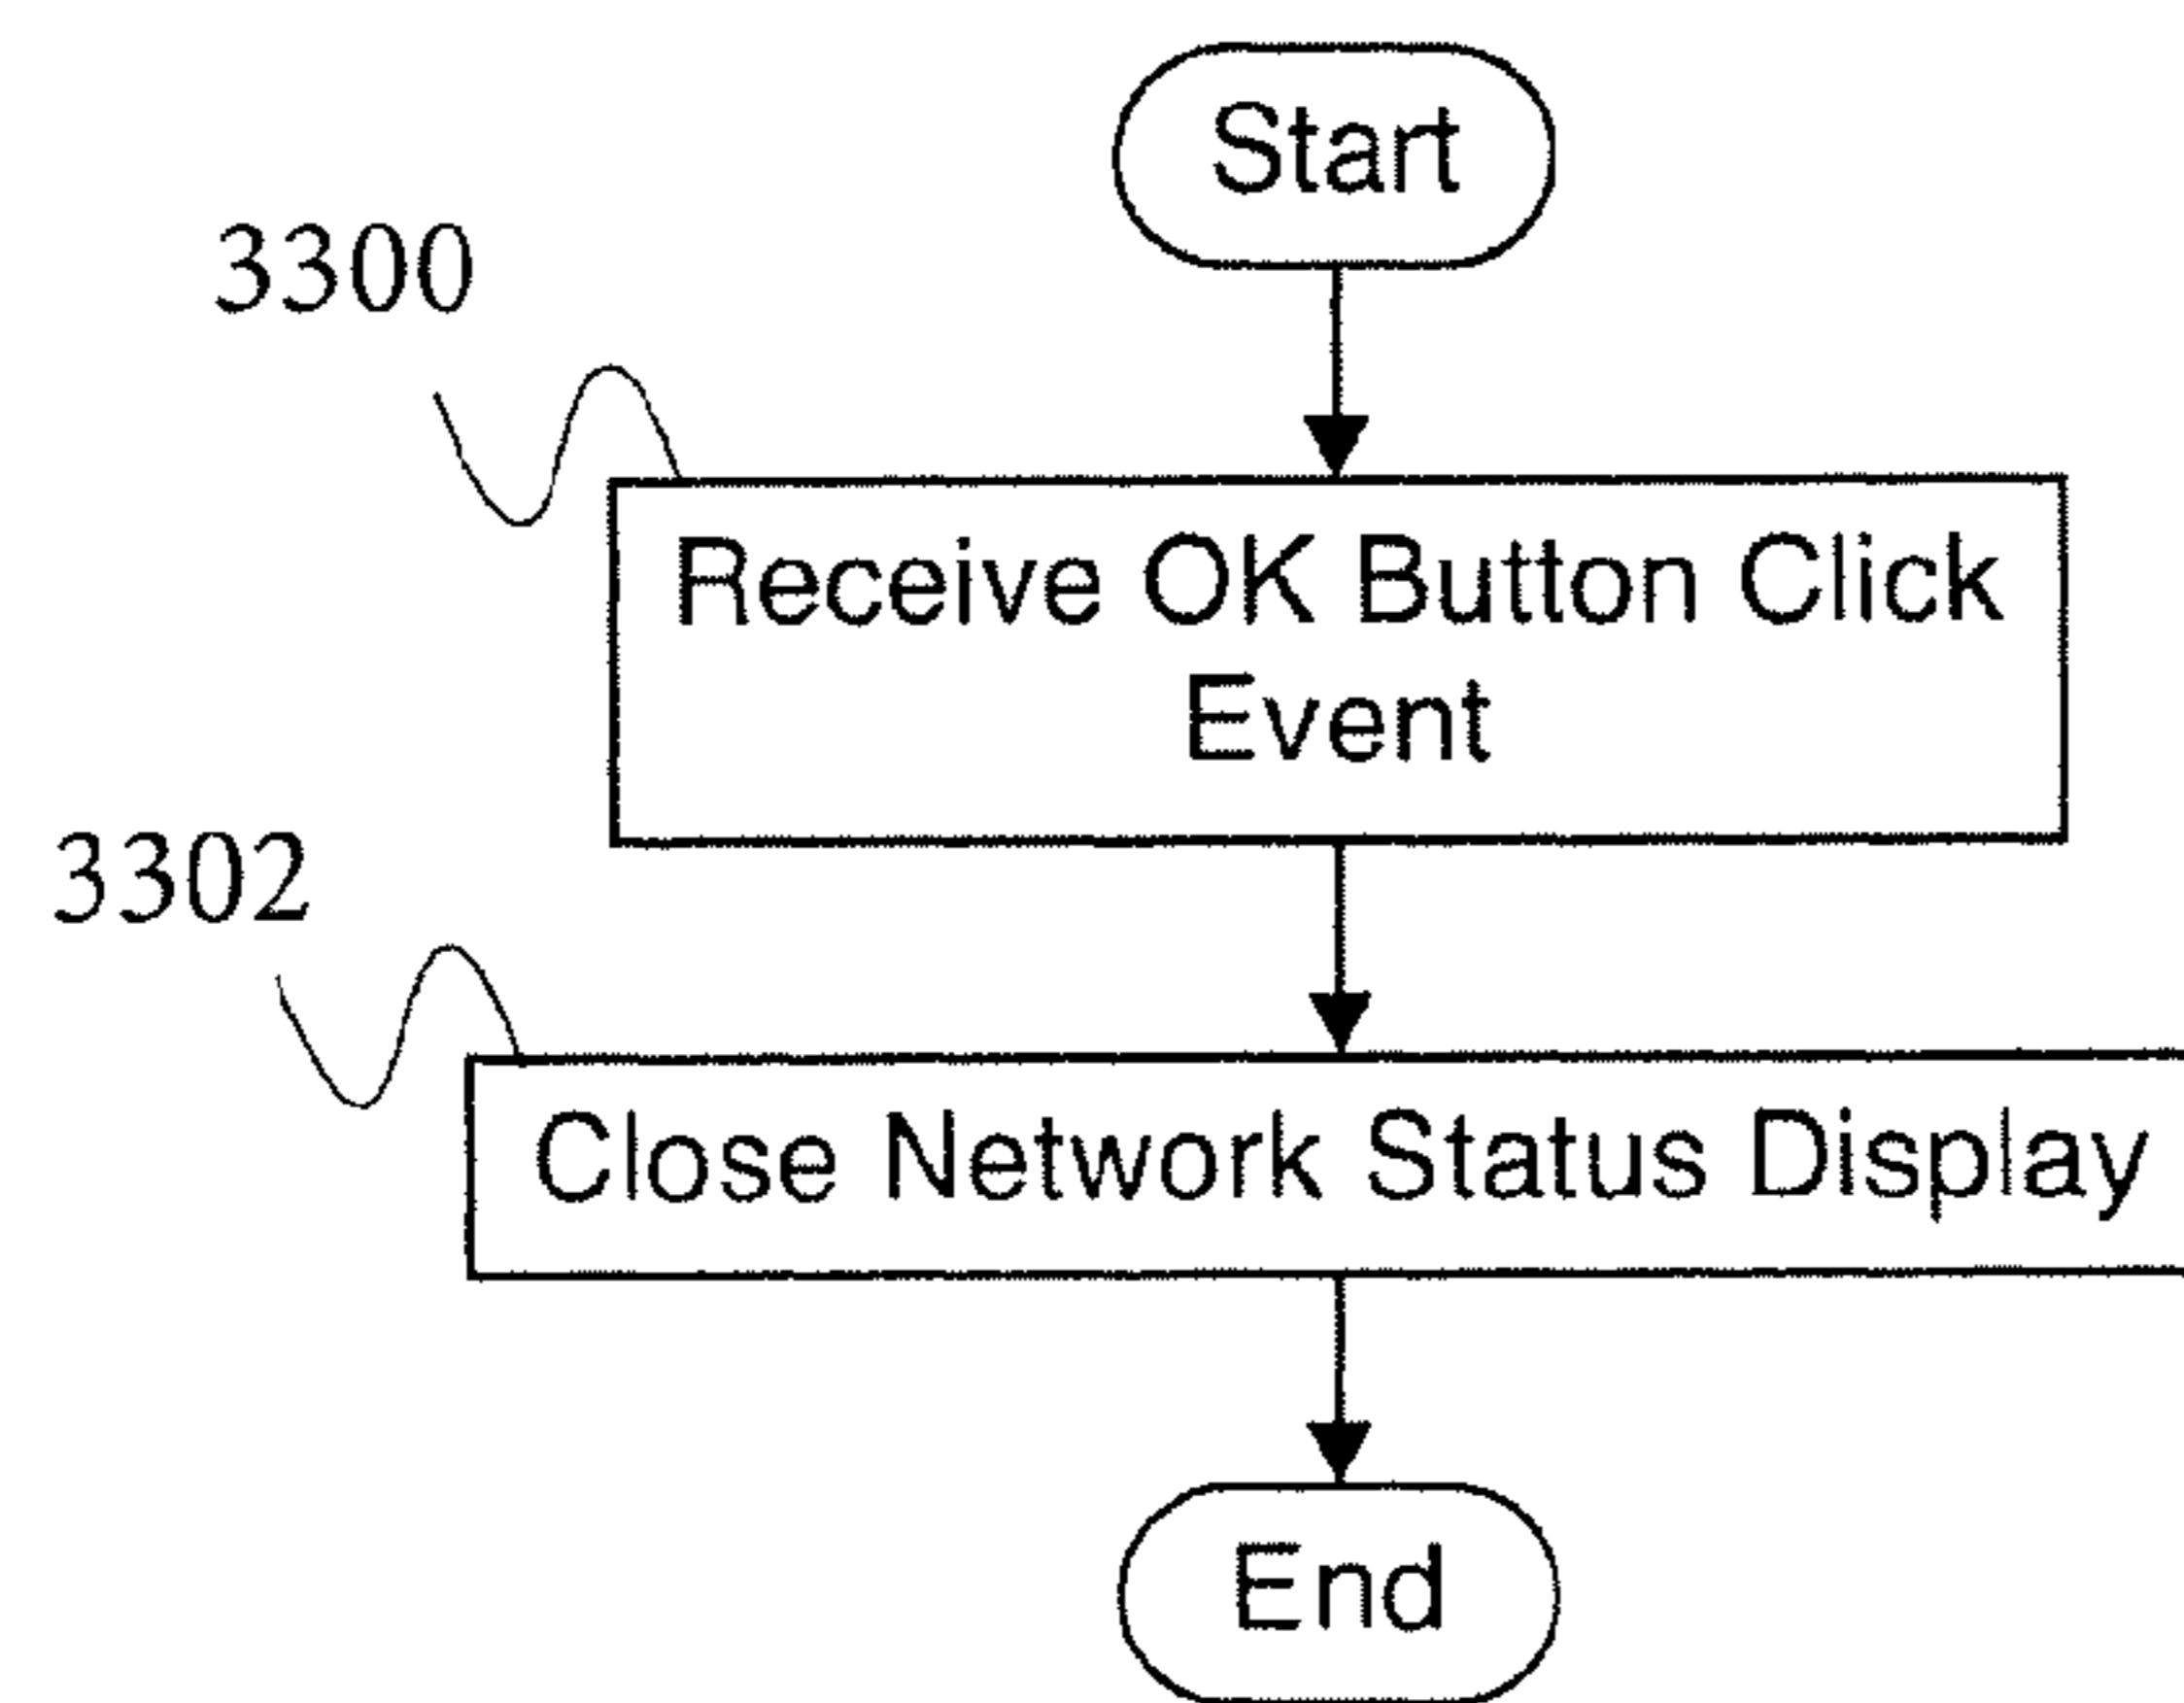 Start
3300
Receive OK Button Click
Event
3302
Close Network Status Display
End